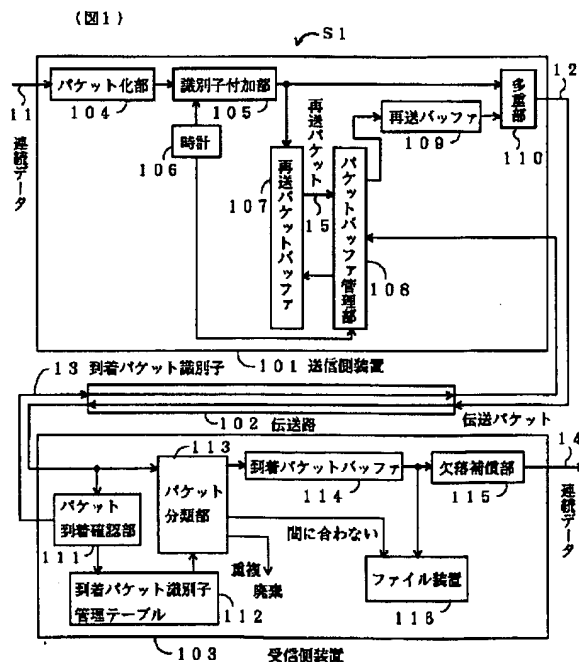 (図1)
S1
11
連続データ
パケット化部
104
識別子付加部
105
時計
106
再送パケットバッファ
107
再送パケット
15
パケットバッファ管理部
108
再送バッファ
109
多重部
110
12
101 送信側装置
13 到着パケット識別子
102 伝送路
伝送パケット
113
パケット
分類部
パケット
到着確認部
111
到着パケット識別子
管理テーブル
112
到着パケットバッファ
114
欠落補償部
115
14
連続データ
間に合わない
重複
廃棄
ファイル装置
116
103 受信側装置